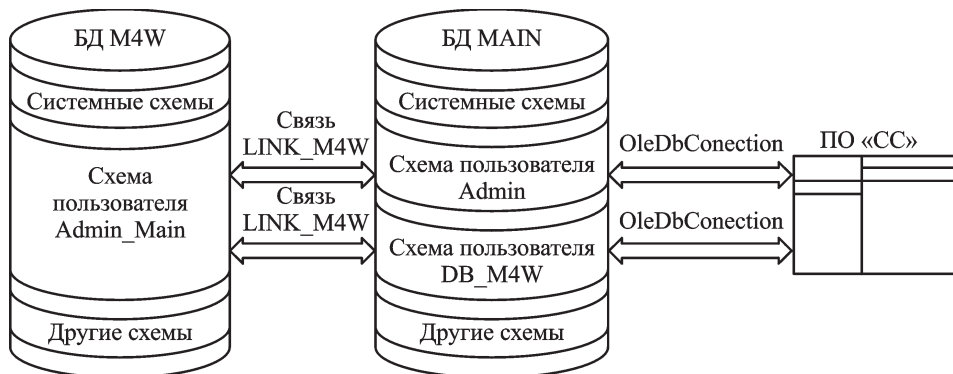 БД M4W
Системные схемы
Схема
пользователя
Admin_Main
Другие схемы
Связь
LINK_M4W
Связь
LINK_M4W
БД MAIN
Системные схемы
Схема пользователя
Admin
Схема пользователя
DB_M4W
Другие схемы
OleDbConection
OleDbConection
ПО «СС»